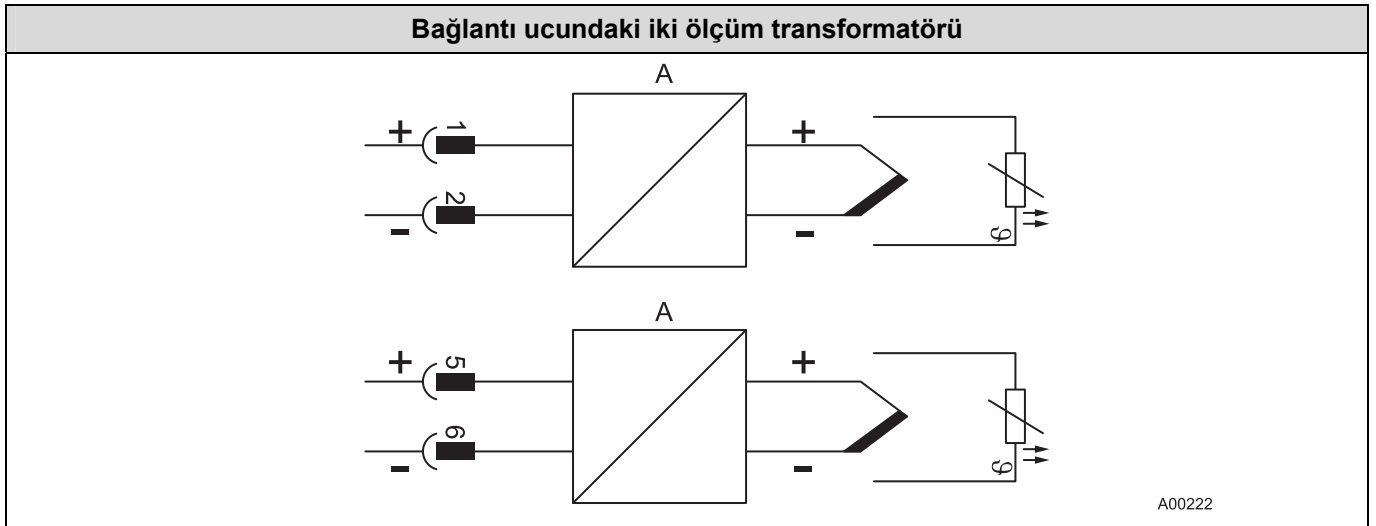 Bağlantı ucundaki iki ölçüm transformatörü
A
+ 1 +
- 2 -
ϑ
A
+ 5 +
- 6 -
ϑ
A00222